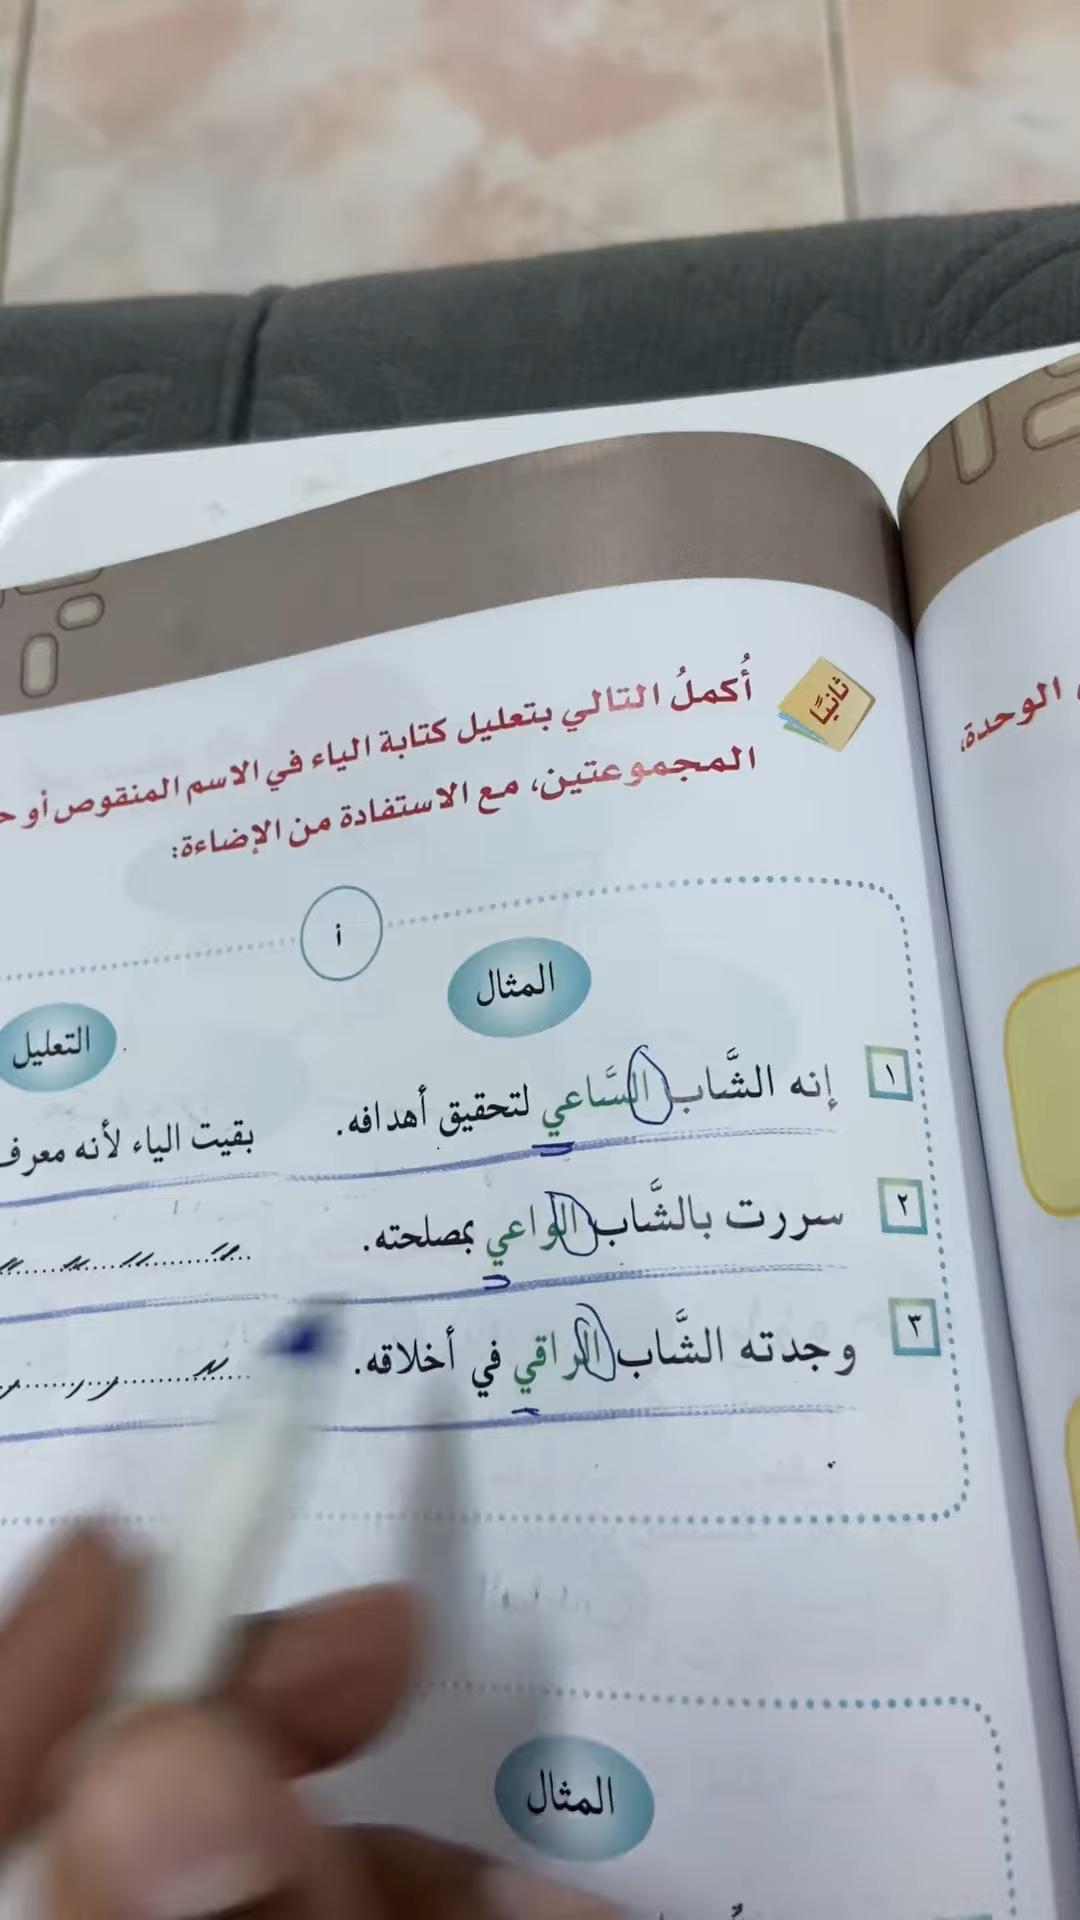 ثانيًا
أُكملُ التالي بتعليل كتابة الياء في الاسم المنقوص أو
المجموعتين، مع الاستفادة من الإضاءة:
الوحدة،
أ
المثال
التعليل
١ إنه الشَّاب السَّاعي لتحقيق أهدافه. بقيت الياء لأنه معرف
٢ سررت بالشَّاب الواعي بمصلحته.
٣ وجدته الشَّاب الراقي في أخلاقه.
المثال